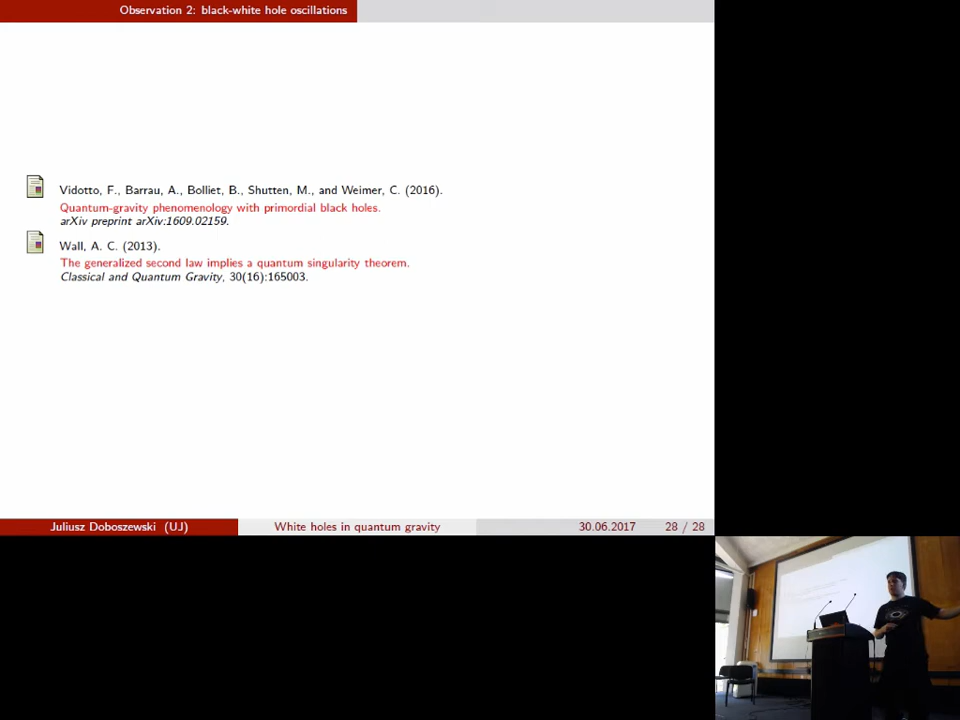 Observation 2: black-white hole oscillations
Vidotto, F., Barrau, A., Bolliet, B., Shutten, M., and Weimer, C. (2016).
Quantum-gravity phenomenology with primordial black holes.
arXiv preprint arXiv:1609.02159.
Wall, A. C. (2013).
The generalized second law implies a quantum singularity theorem.
Classical and Quantum Gravity, 30(16):165003.
Juliusz Doboszewski (UJ) White holes in quantum gravity 30.06.2017 28 / 28